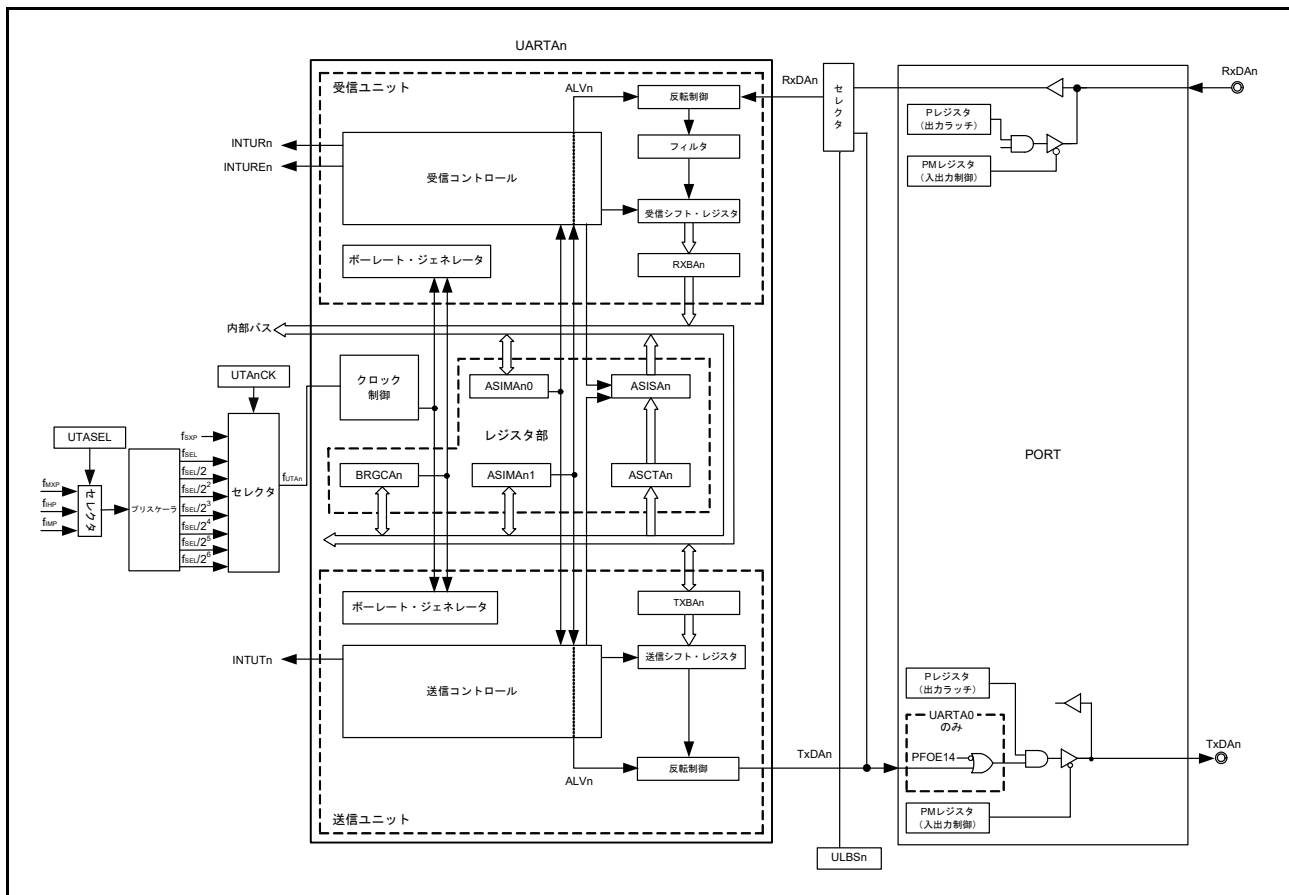 UARTAn
受信ユニット
ALVn
反転制御
RxDAn
セレクタ
RxDAn
Pレジスタ
（出力ラッチ）
INTURn
INTUREn
受信コントロール
フィルタ
PMレジスタ
（入出力制御）
受信シフト・レジスタ
ボーレート・ジェネレータ
RXBAn
内部バス
UTAnCK
クロック
制御
ASIMAn0
ASISAn
UTASEL
fSXP
レジスタ部
PORT
fSEL
fSEL/2
fSEL/2²
fSEL/2³
fSEL/2⁴
fSEL/2⁵
fSEL/2⁶
fMXP
fIHP
fIMP
セレクタ
プリスケーラ
セレクタ
fUTAn
BRGCAn
ASIMAn1
ASCTAn
ボーレート・ジェネレータ
TXBAn
INTUTn
送信コントロール
送信シフト・レジスタ
Pレジスタ
（出力ラッチ）
UARTA0
のみ
PFOE14
TxDAn
TxDAn
ALVn
反転制御
PMレジスタ
（入出力制御）
送信ユニット
ULBSn